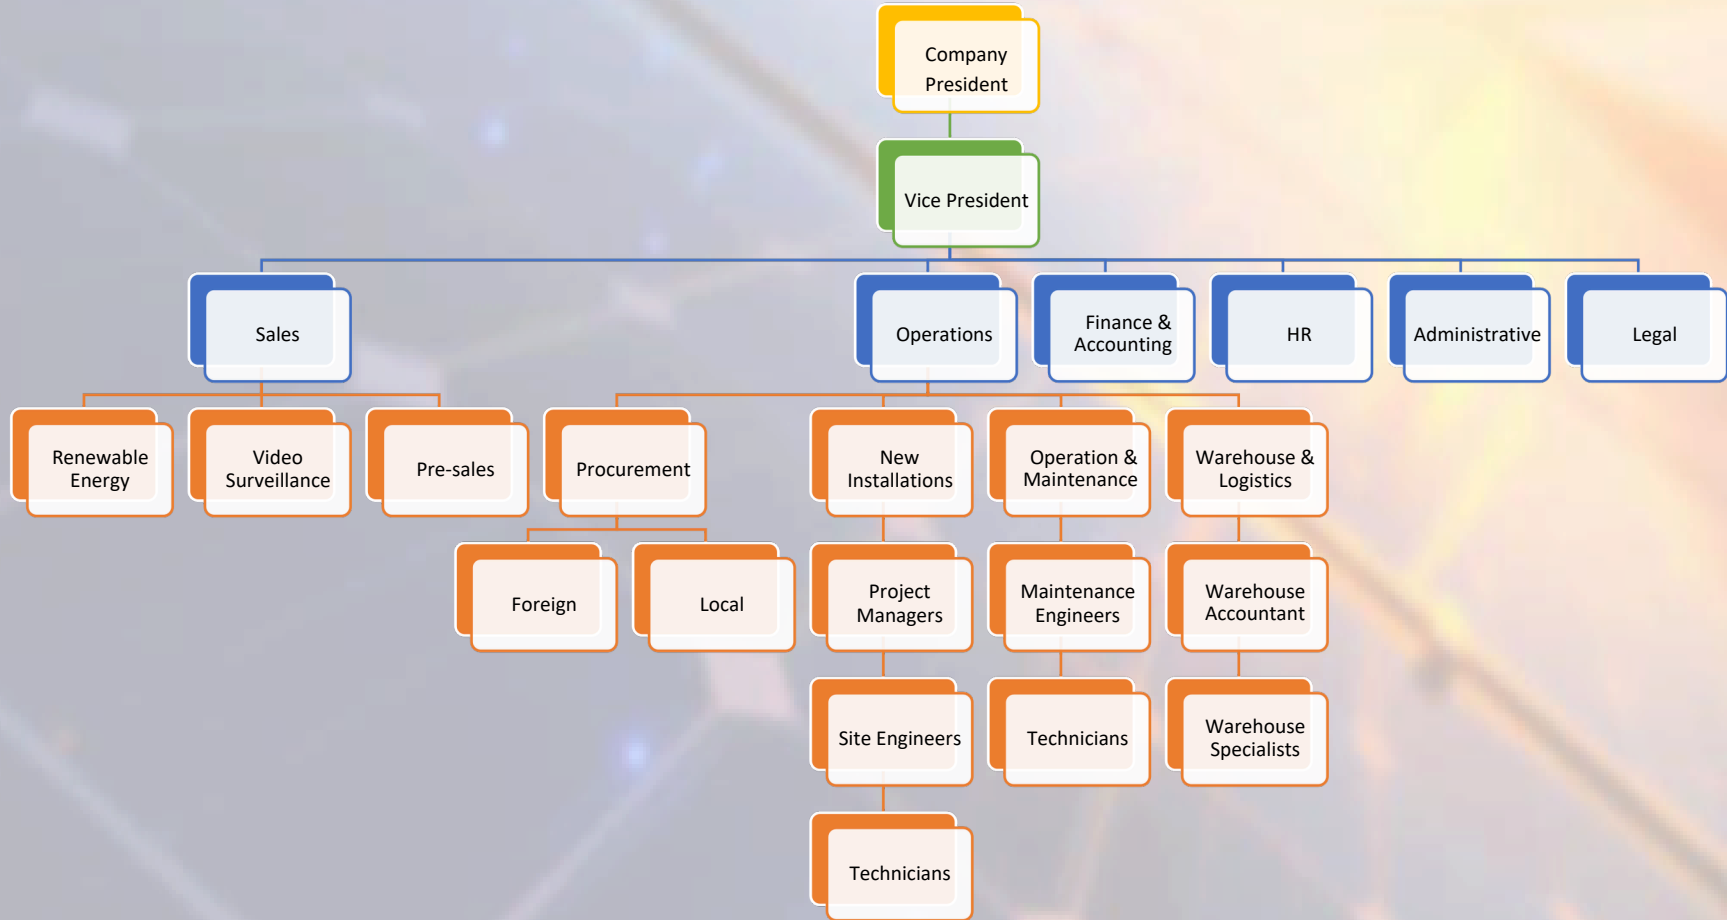 Company
President
Vice President
Sales
Operations
Finance &
Accounting
HR
Administrative
Legal
Renewable
Energy
Video
Surveillance
Pre-sales
Procurement
New
Installations
Operation &
Maintenance
Warehouse &
Logistics
Foreign
Local
Project
Managers
Maintenance
Engineers
Warehouse
Accountant
Site Engineers
Technicians
Warehouse
Specialists
Technicians